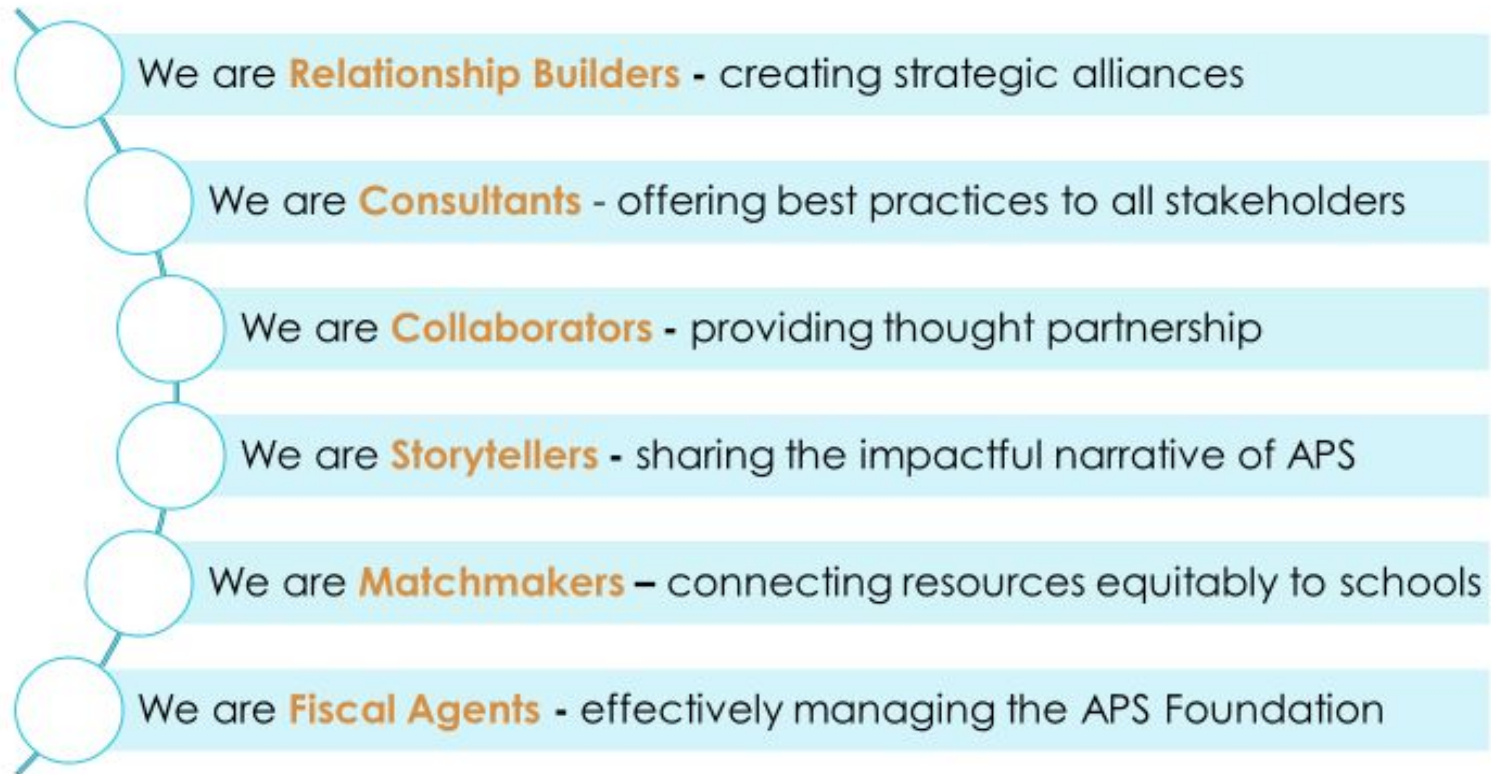 We are Relationship Builders - creating strategic alliances
We are Consultants - offering best practices to all stakeholders
We are Collaborators - providing thought partnership
We are Storytellers - sharing the impactful narrative of APS
We are Matchmakers – connecting resources equitably to schools
We are Fiscal Agents - effectively managing the APS Foundation